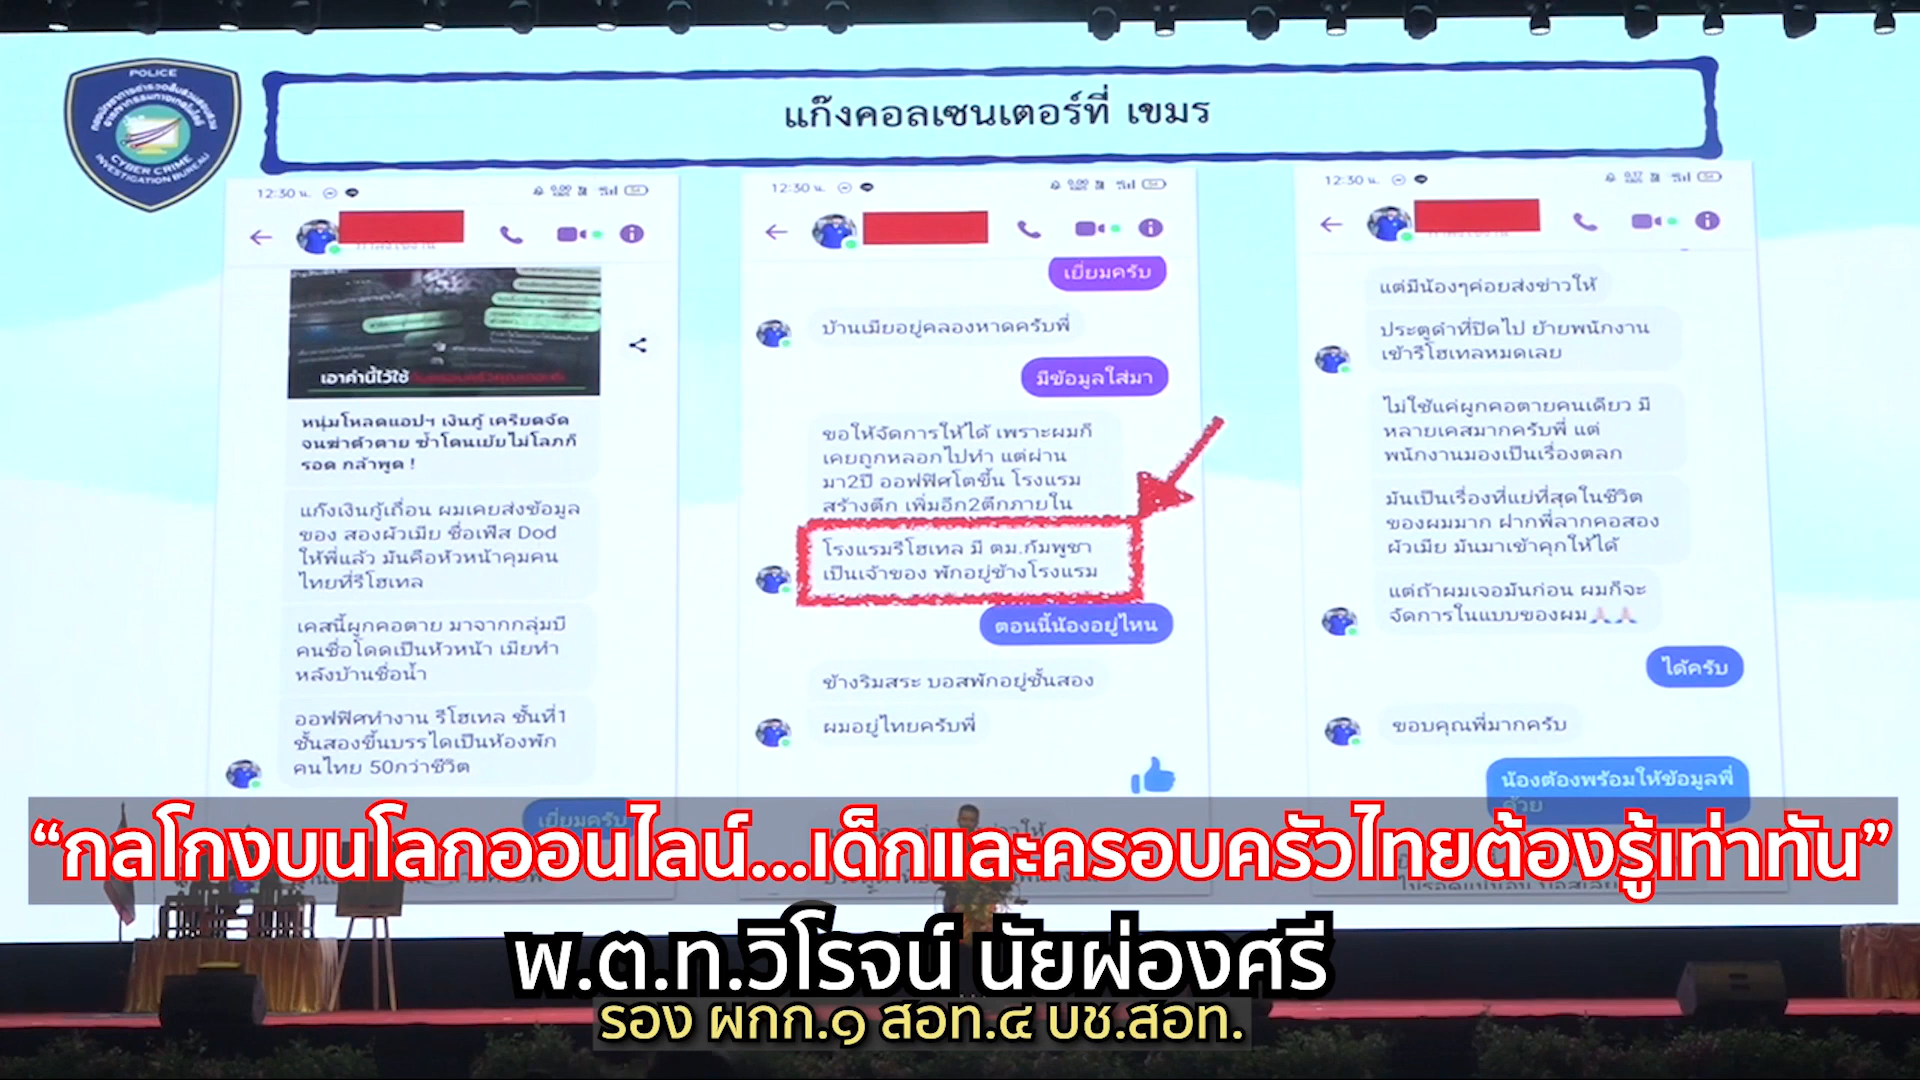 POLICE
CYBER CRIME
INVESTIGATION BUREAU
แก๊งคอลเซนเตอร์ที่ เขมร
12:30 น.
เอาค่านี้ไว้ใช้
หนุ่มโหลดแอปฯ เงินกู้ เครียดจัด
จนฆ่าตัวตาย ซ้ำโดนเย้ยไม่โลภก็
รอด กล้าพูด !
แก๊งเงินกู้เถื่อน ผมเคยส่งข้อมูล
ของ สองผัวเมีย ชื่อเฟส Dod
ให้พี่แล้ว มันคือหัวหน้าคุมคน
ไทยที่รีโฮเทล
เคสนี้ผูกคอตาย มาจากกลุ่มบี
คนชื่อโดดเป็นหัวหน้า เมียทำ
หลังบ้านชื่อน้ำ
ออฟฟิศทำงาน รีโฮเทล ชั้นที่1
ชั้นสองขึ้นบรรไดเป็นห้องพัก
คนไทย 50กว่าชีวิต
เยี่ยมครับ
12:30 น.
เยี่ยมครับ
บ้านเมียอยู่คลองหาดครับพี่
มีข้อมูลใส่มา
ขอให้จัดการให้ได้ เพราะผมก็
เคยถูกหลอกไปทำ แต่ผ่าน
มา2ปี ออฟฟิศโตขึ้น โรงแรม
สร้างตึก เพิ่มอีก2ตึกภายใน
โรงแรมรีโฮเทล มี ตม.กัมพูชา
เป็นเจ้าของ พักอยู่ข้างโรงแรม
ตอนนี้น้องอยู่ไหน
ข้างริมสระ บอสพักอยู่ชั้นสอง
ผมอยู่ไทยครับพี่
12:30 น.
แต่มีน้องๆค่อยส่งข่าวให้
ประตูดำที่ปิดไป ย้ายพนักงาน
เข้ารีโฮเทลหมดเลย
ไม่ใช้แค่ผูกคอตายคนเดียว มี
หลายเคสมากครับพี่ แต่
พนักงานมองเป็นเรื่องตลก
มันเป็นเรื่องที่แย่ที่สุดในชีวิต
ของผมมาก ฝากพี่ลากคอสอง
ผัวเมีย มันมาเข้าคุกให้ได้
แต่ถ้าผมเจอมันก่อน ผมก็จะ
จัดการในแบบของผม🙏🙏
ได้ครับ
ขอบคุณพี่มากครับ
น้องต้องพร้อมให้ข้อมูลพี่
ด้วย
“กลโกงบนโลกออนไลน์...เด็กและครอบครัวไทยต้องรู้เท่าทัน”
พ.ต.ท.วิโรจน์ นัยผ่องศรี
รอง ผกก.๑ สอท.๔ บช.สอท.